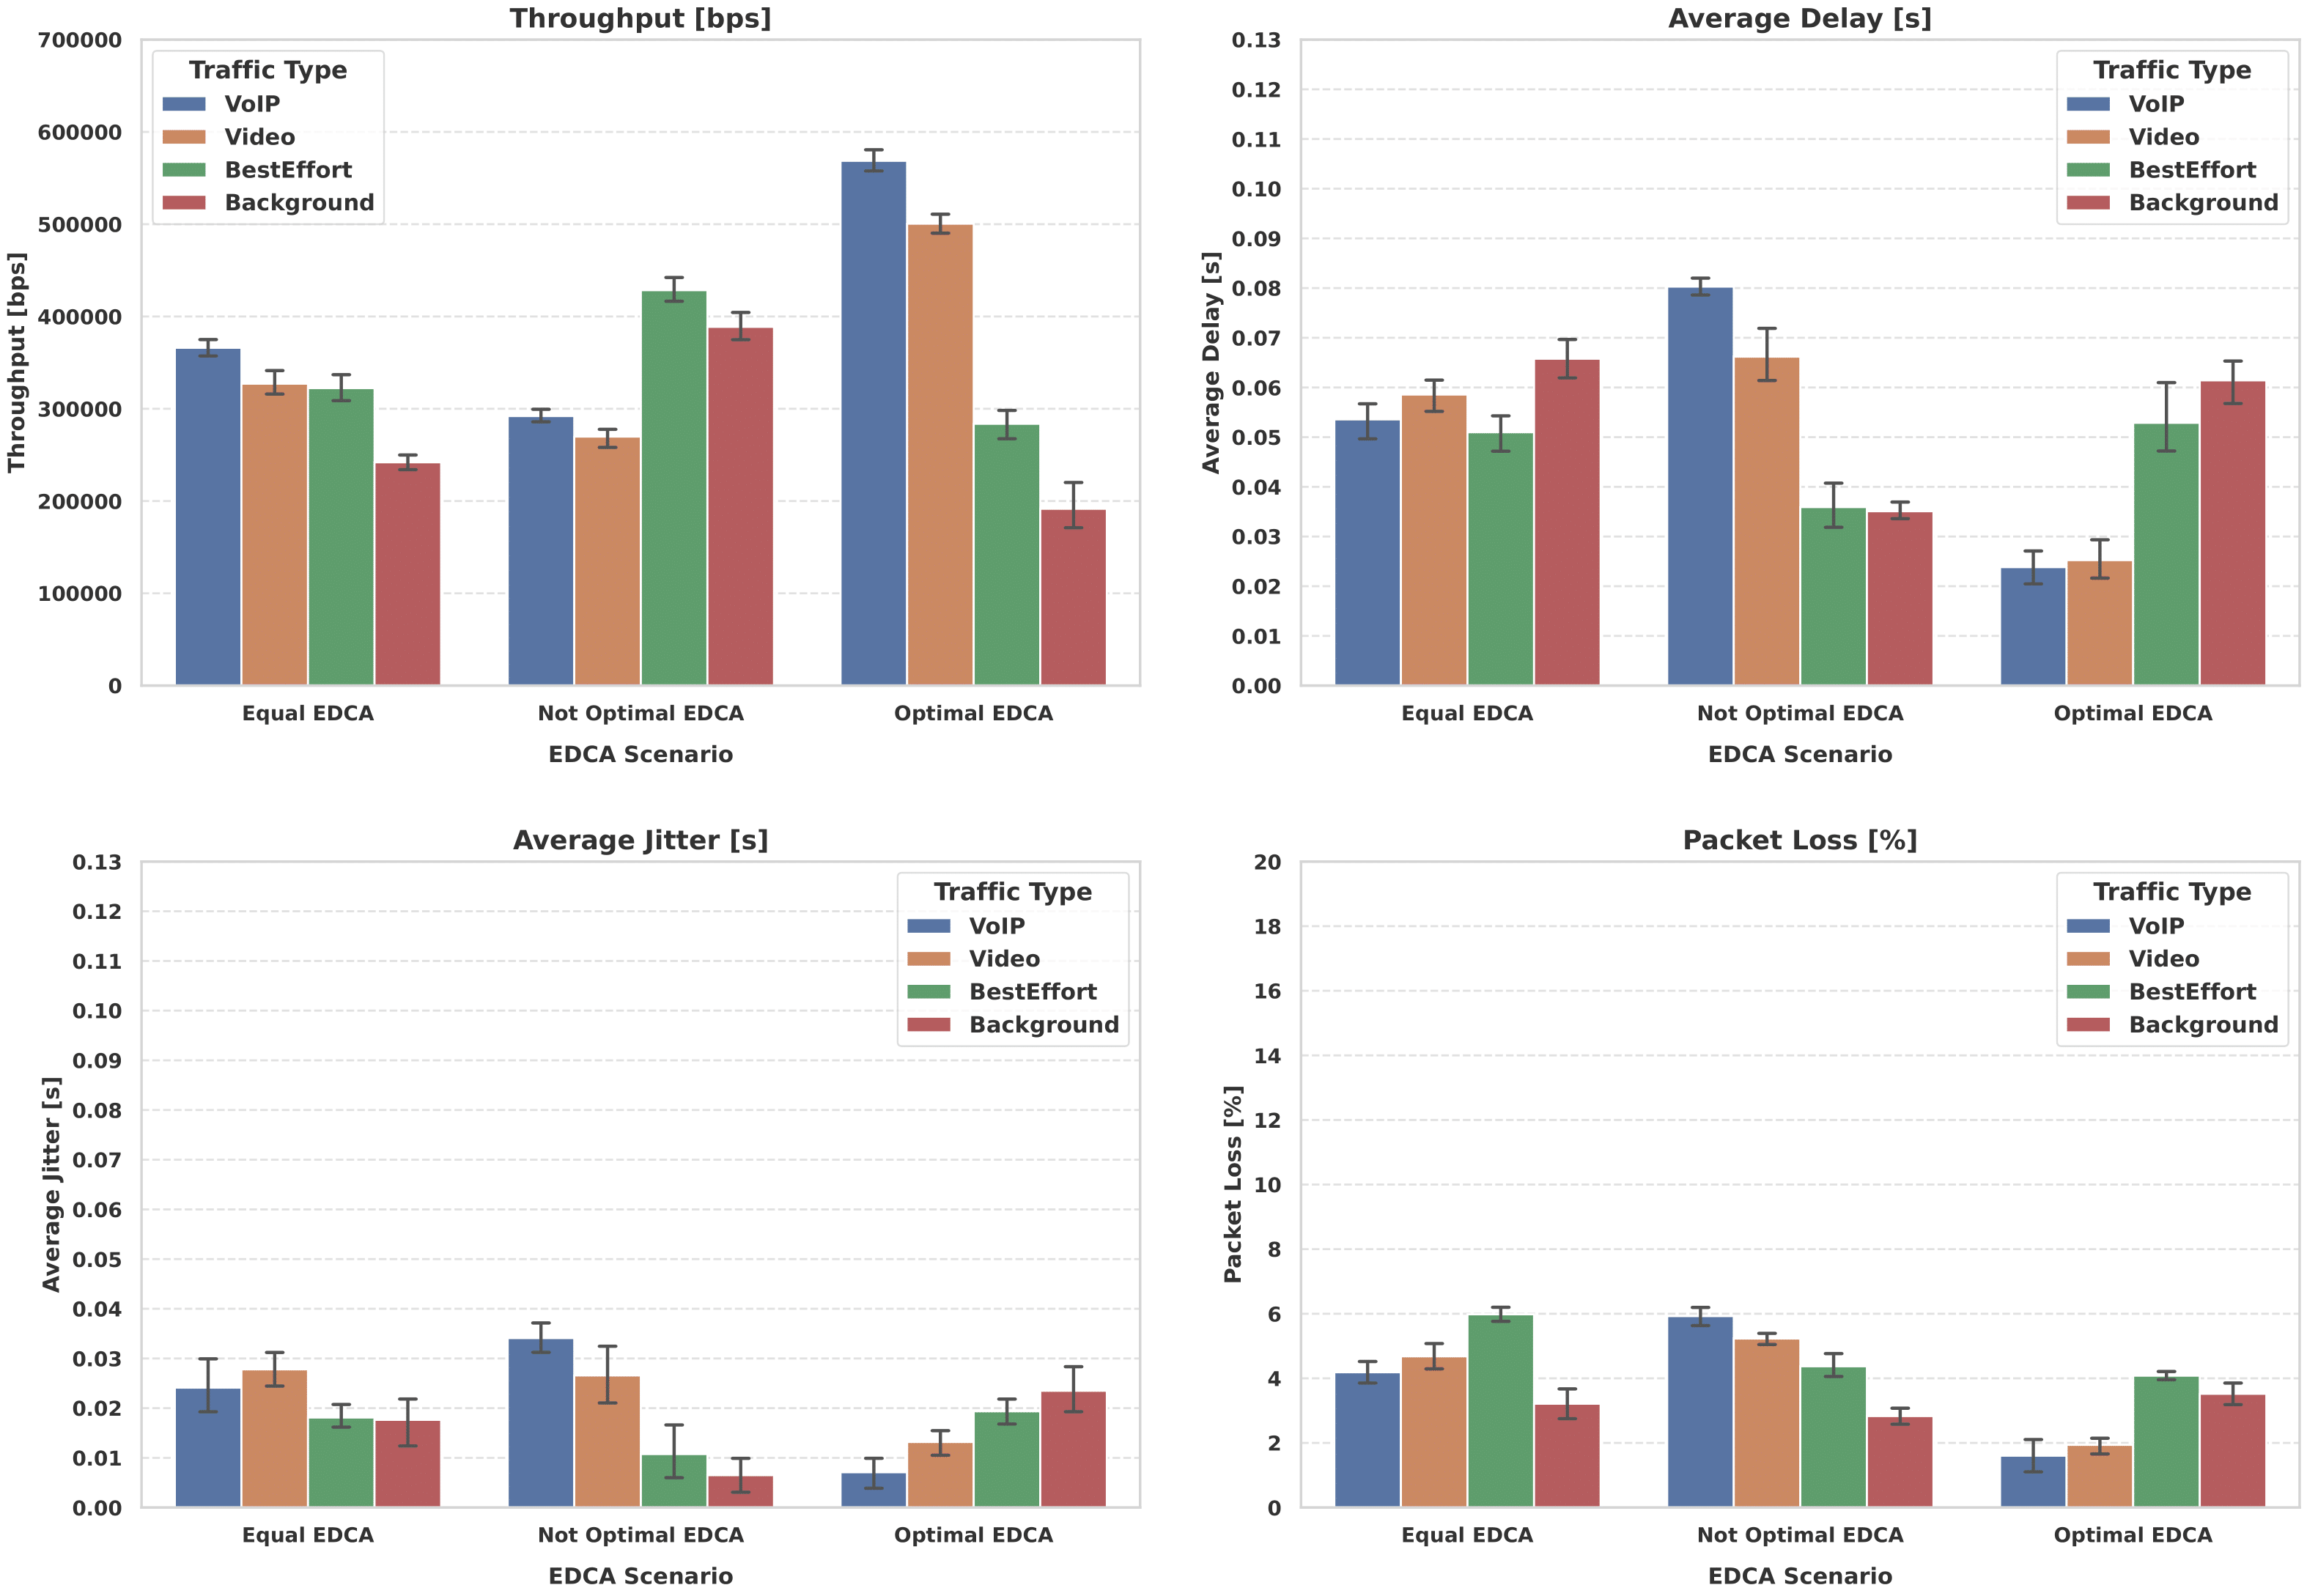 Throughput [bps]
700000
600000
500000
400000
300000
200000
100000
0
Throughput [bps]
Traffic Type
VoIP
Video
BestEffort
Background
Equal EDCA
Not Optimal EDCA
Optimal EDCA
EDCA Scenario
Average Delay [s]
0.13
0.12
0.11
0.10
0.09
0.08
0.07
0.06
0.05
0.04
0.03
0.02
0.01
0.00
Average Delay [s]
Traffic Type
VoIP
Video
BestEffort
Background
Equal EDCA
Not Optimal EDCA
Optimal EDCA
EDCA Scenario
Average Jitter [s]
0.13
0.12
0.11
0.10
0.09
0.08
0.07
0.06
0.05
0.04
0.03
0.02
0.01
0.00
Average Jitter [s]
Traffic Type
VoIP
Video
BestEffort
Background
Equal EDCA
Not Optimal EDCA
Optimal EDCA
EDCA Scenario
Packet Loss [%]
20
18
16
14
12
10
8
6
4
2
0
Packet Loss [%]
Traffic Type
VoIP
Video
BestEffort
Background
Equal EDCA
Not Optimal EDCA
Optimal EDCA
EDCA Scenario